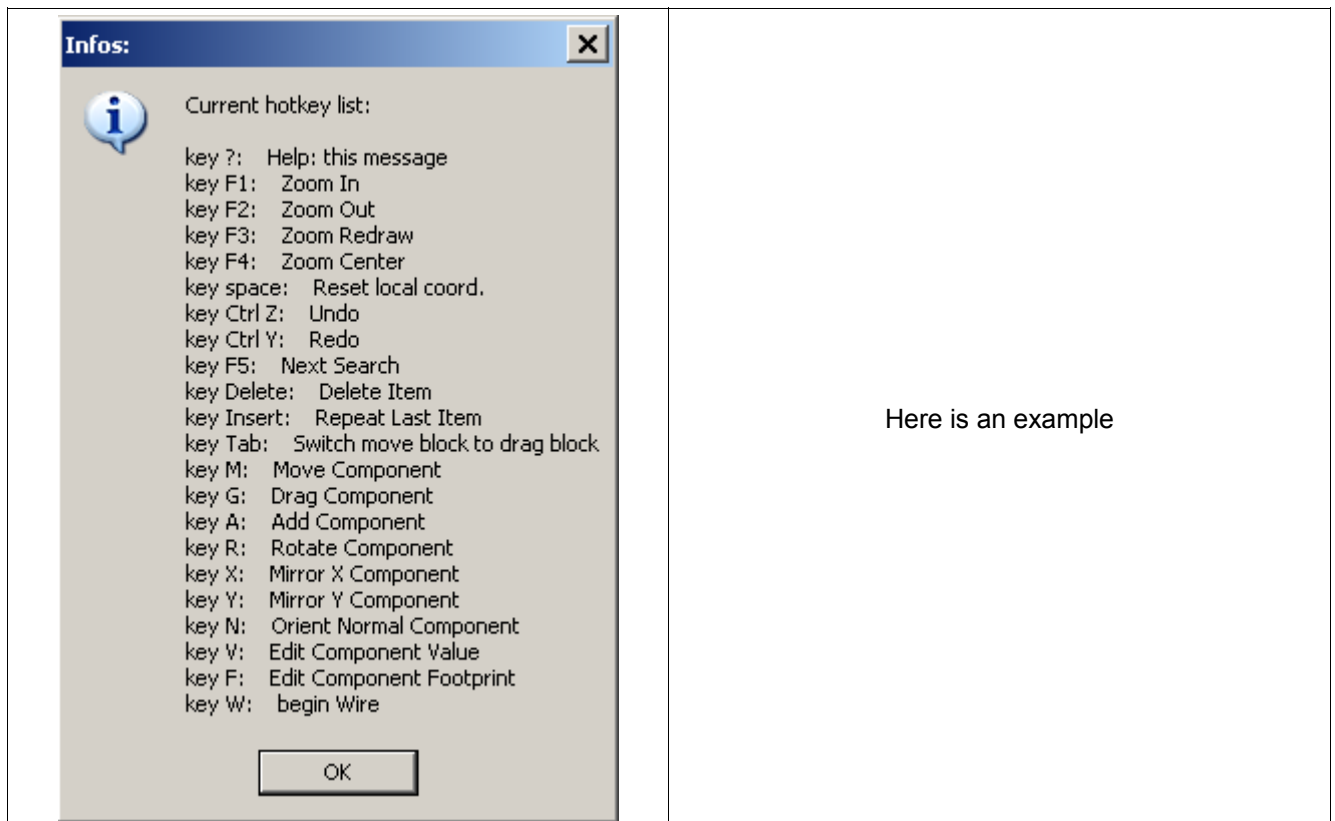 Infos:
Current hotkey list:
key ?: Help: this message
key F1: Zoom In
key F2: Zoom Out
key F3: Zoom Redraw
key F4: Zoom Center
key space: Reset local coord.
key Ctrl Z: Undo
key Ctrl Y: Redo
key F5: Next Search
key Delete: Delete Item
key Insert: Repeat Last Item
key Tab: Switch move block to drag block
key M: Move Component
key G: Drag Component
key A: Add Component
key R: Rotate Component
key X: Mirror X Component
key Y: Mirror Y Component
key N: Orient Normal Component
key V: Edit Component Value
key F: Edit Component Footprint
key W: begin Wire
OK
Here is an example